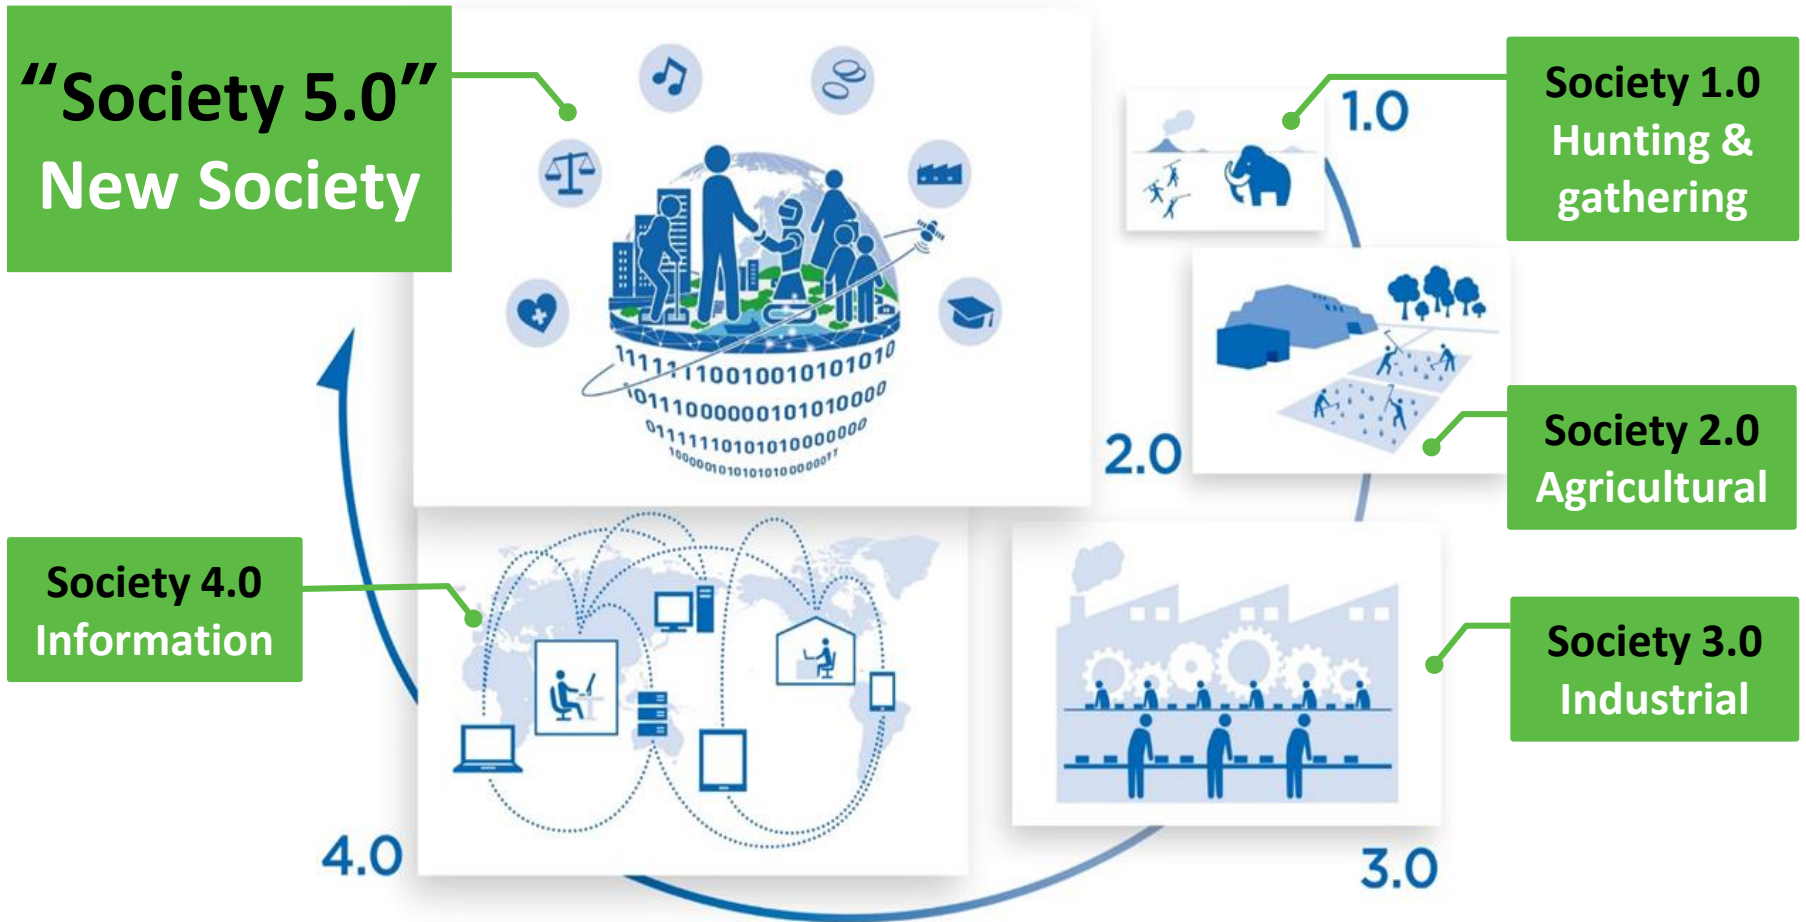 “Society 5.0”
New Society
1.0
Society 1.0
Hunting &
gathering
2.0
Society 2.0
Agricultural
Society 3.0
Industrial
3.0
Society 4.0
Information
4.0